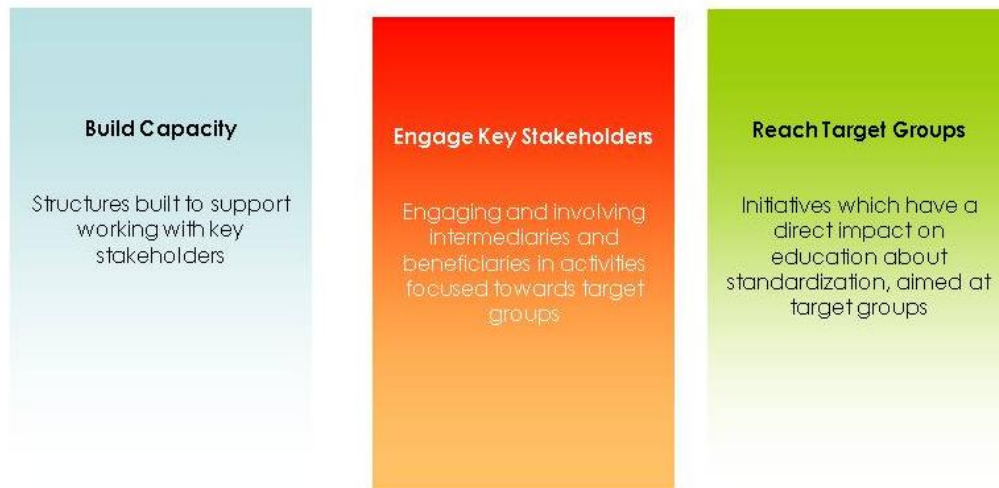 Build Capacity
Structures built to support
working with key
stakeholders
Engage Key Stakeholders
Engaging and involving
intermediaries and
beneficiaries in activities
focused towards target
groups
Reach Target Groups
Initiatives which have a
direct impact on
education about
standardization, aimed at
target groups